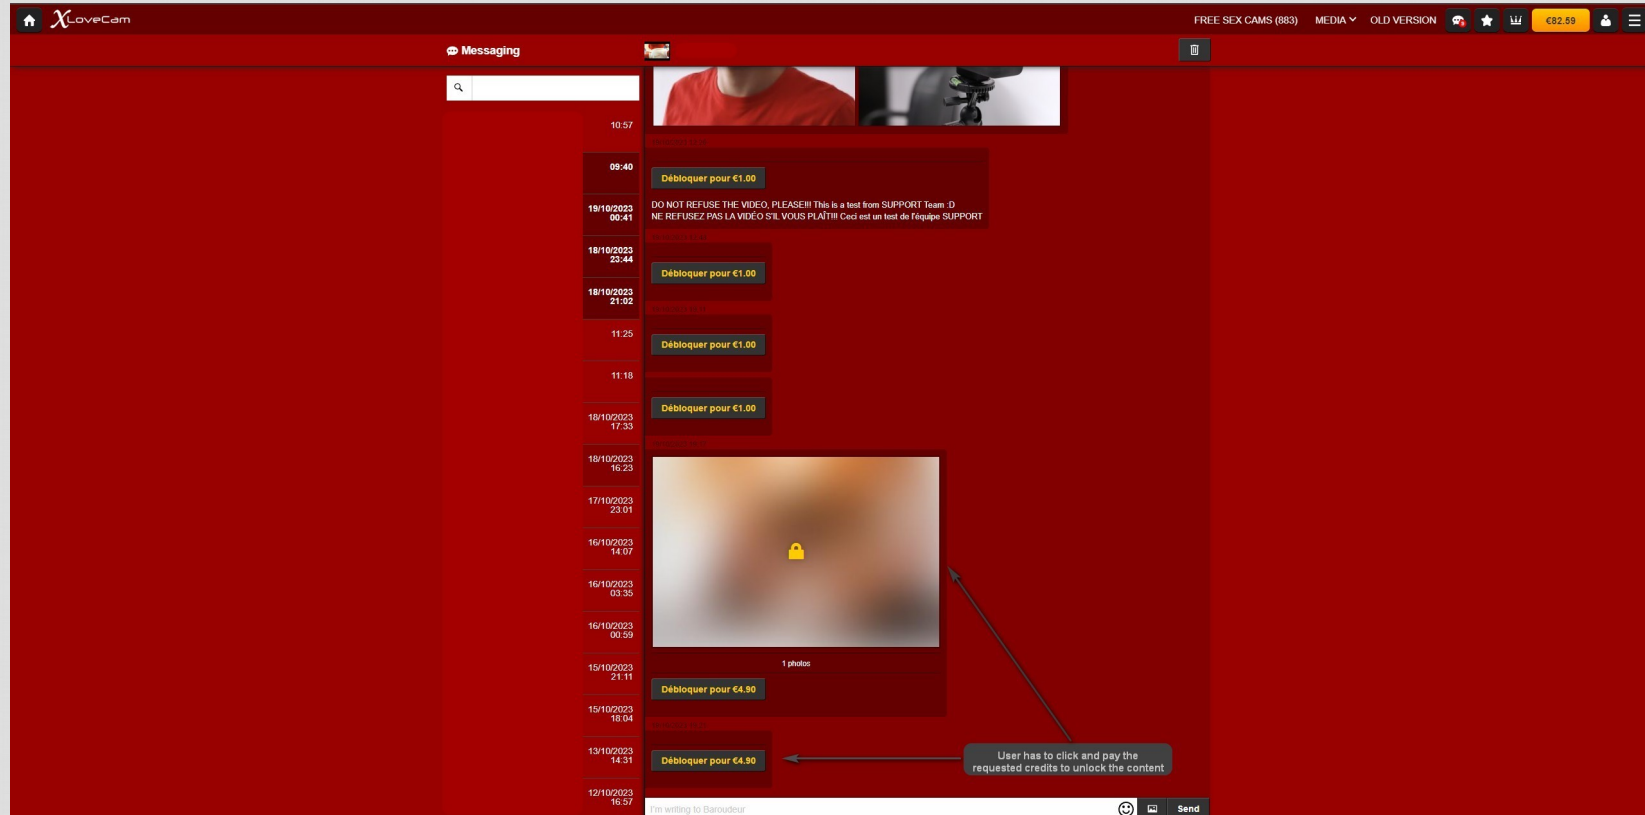 XLoveCam
FREE SEX CAMS (883) MEDIA OLD VERSION €82.59
Messaging
10:57
09:40
19/10/2023
00:41
18/10/2023
23:44
18/10/2023
21:02
11:25
11:18
18/10/2023
17:33
18/10/2023
16:23
17/10/2023
23:01
16/10/2023
14:07
16/10/2023
03:35
16/10/2023
00:59
15/10/2023
21:11
15/10/2023
18:04
13/10/2023
14:31
12/10/2023
16:57
Débloquer pour €1.00
DO NOT REFUSE THE VIDEO, PLEASE!!! This is a test from SUPPORT Team :D
NE REFUSEZ PAS LA VIDÉO S'IL VOUS PLAÎT!!! Ceci est un test de l'équipe SUPPORT
Débloquer pour €1.00
Débloquer pour €1.00
Débloquer pour €1.00
1 photos
Débloquer pour €4.90
Débloquer pour €4.90
User has to click and pay the
requested credits to unlock the content
I'm writing to Baroudeur
Send